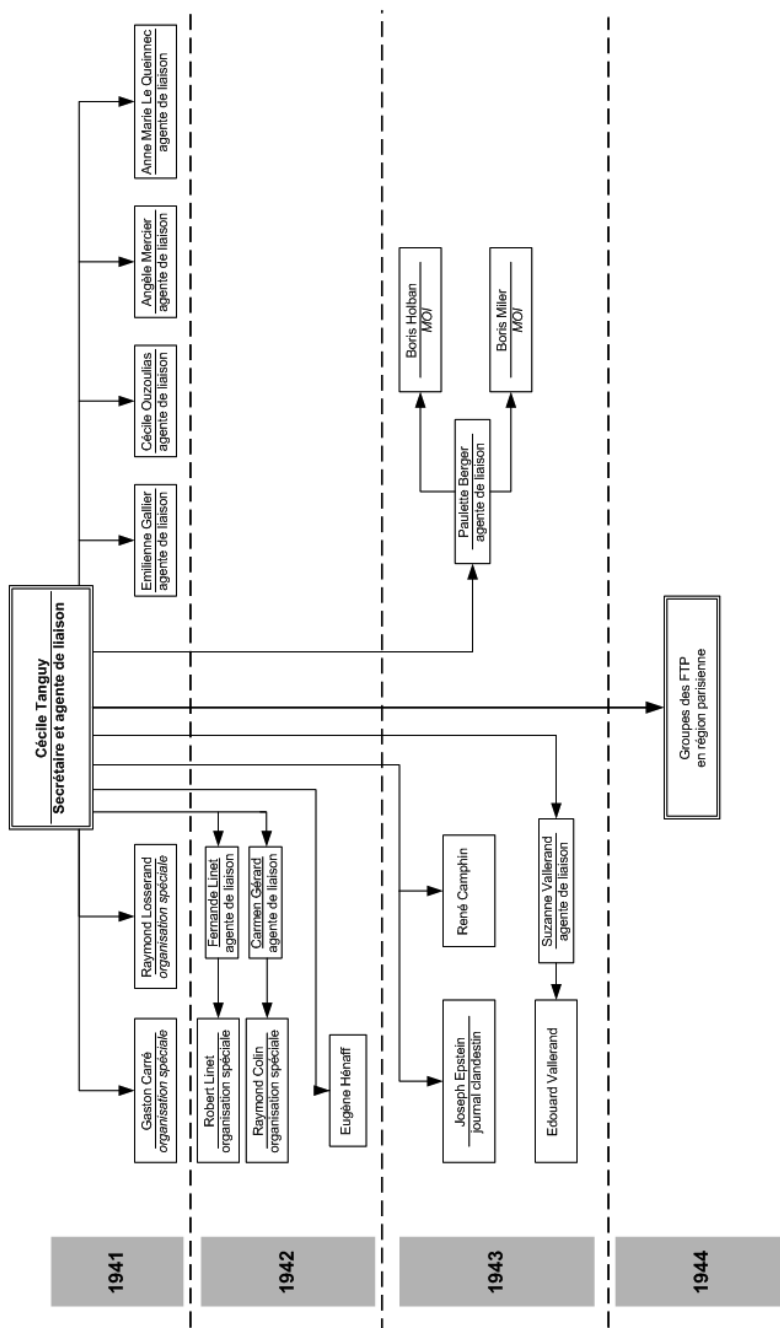 Cécile Tanguy
Secrétaire et agente de liaison
1941
Gaston Carré
organisation spéciale
Raymond Losserand
organisation spéciale
Emilienne Gallier
agente de liaison
Cécile Ouzoulias
agente de liaison
Angèle Mercier
agente de liaison
Anne Marie Le Queinnec
agente de liaison
1942
Robert Linet
organisation spéciale
Fernande Linet
agente de liaison
Raymond Colin
organisation spéciale
Carmen Gérard
agente de liaison
Eugène Hénaff
1943
Joseph Epstein
journal clandestin
René Camphin
Paulette Berger
agente de liaison
Boris Holban
MOI
Boris Miler
MOI
Edouard Vallerand
Suzanne Vallerand
agente de liaison
1944
Groupes des FTP
en région parisienne